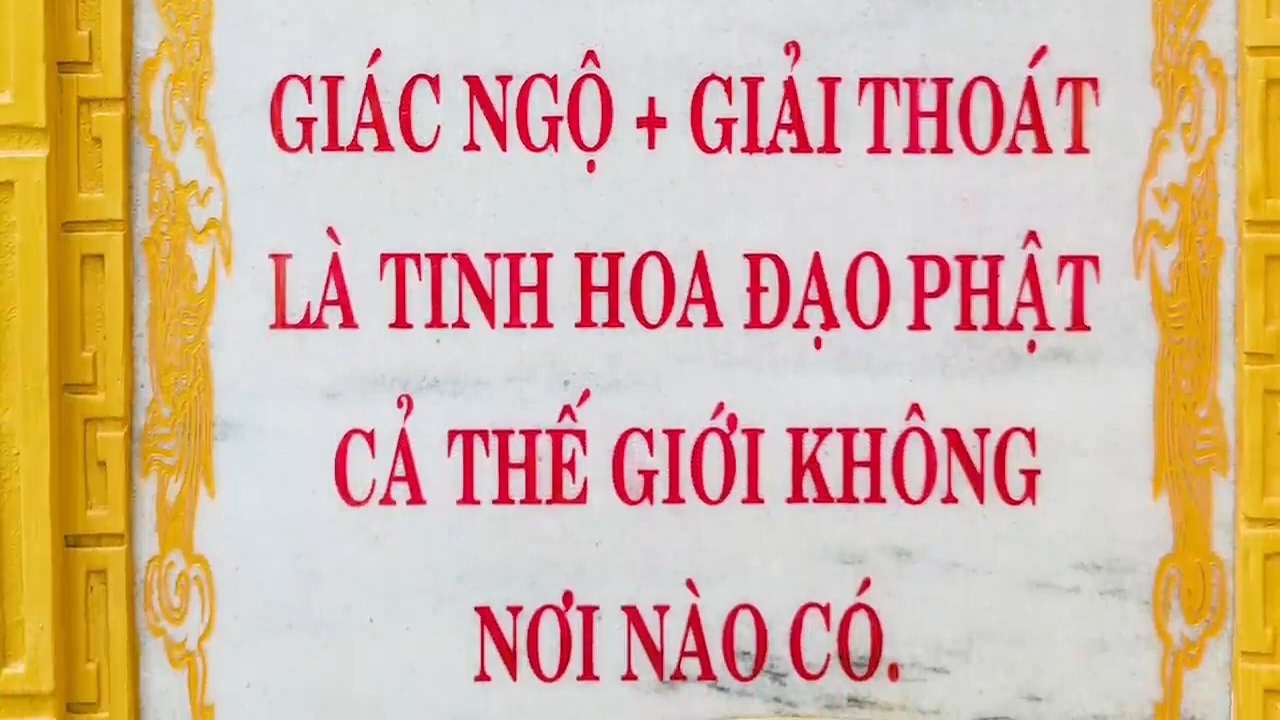 GIÁC NGỘ + GIẢI THOÁT
LÀ TINH HOA ĐẠO PHẬT
CẢ THẾ GIỚI KHÔNG
NƠI NÀO CÓ.